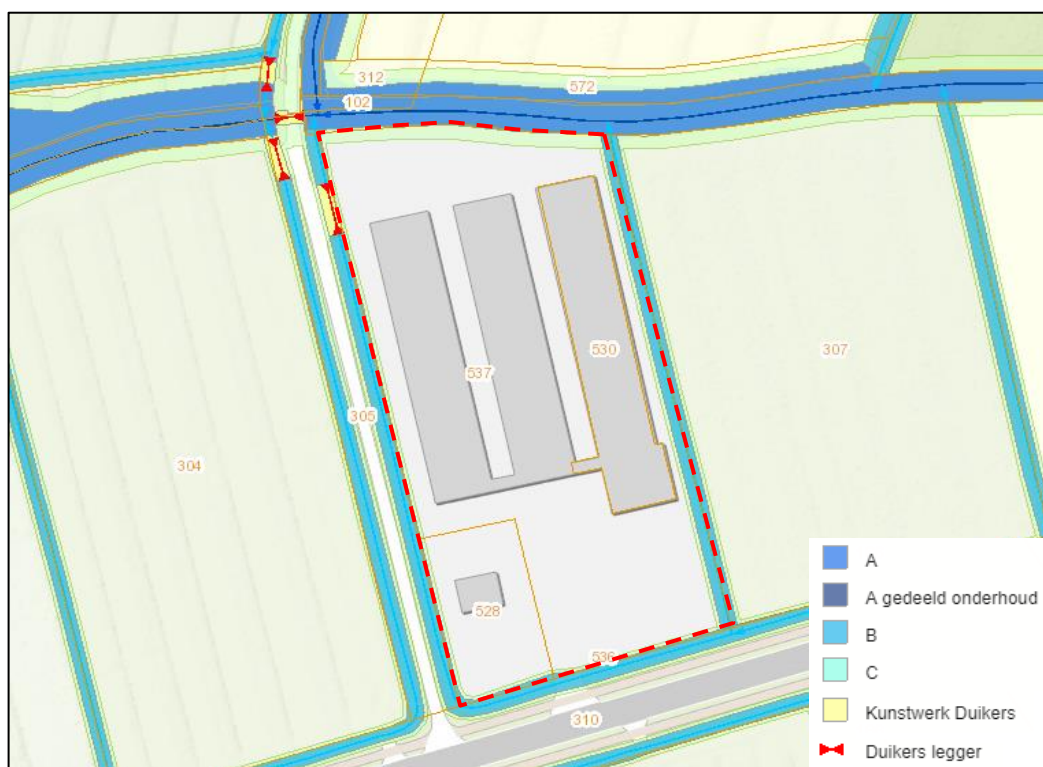 312
572
102
530
307
537
305
304
528
536
310
A
A gedeeld onderhoud
B
C
Kunstwerk Duikers
Duikers legger